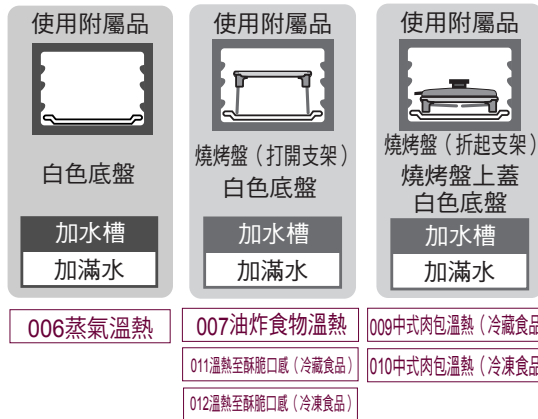 使用附屬品
白色底盤
加水槽
加滿水
006蒸氣溫熱
使用附屬品
燒烤盤（打開支架）
白色底盤
加水槽
加滿水
007油炸食物溫熱
011溫熱至酥脆口感（冷藏食品）
012溫熱至酥脆口感（冷凍食品）
使用附屬品
燒烤盤（折起支架）
燒烤盤上蓋
白色底盤
加水槽
加滿水
009中式肉包溫熱（冷藏食品
010中式肉包溫熱（冷凍食品